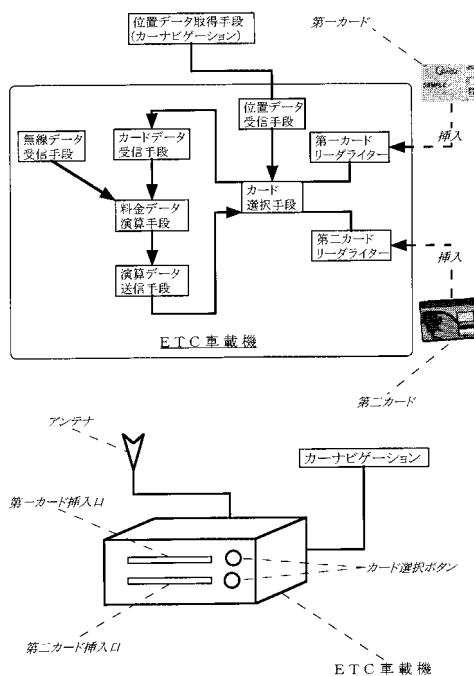 位置データ取得手段
(カーナビゲーション)
第一カード
SAMPLE
位置データ
受信手段
挿入
無線データ
受信手段
カードデータ
受信手段
第一カード
リーダライター
カード
選択手段
料金データ
演算手段
第二カード
リーダライター
挿入
演算データ
送信手段
ETC車載機
第二カード
アンテナ
カーナビゲーション
第一カード挿入口
カード選択ボタン
第二カード挿入口
ETC車載機